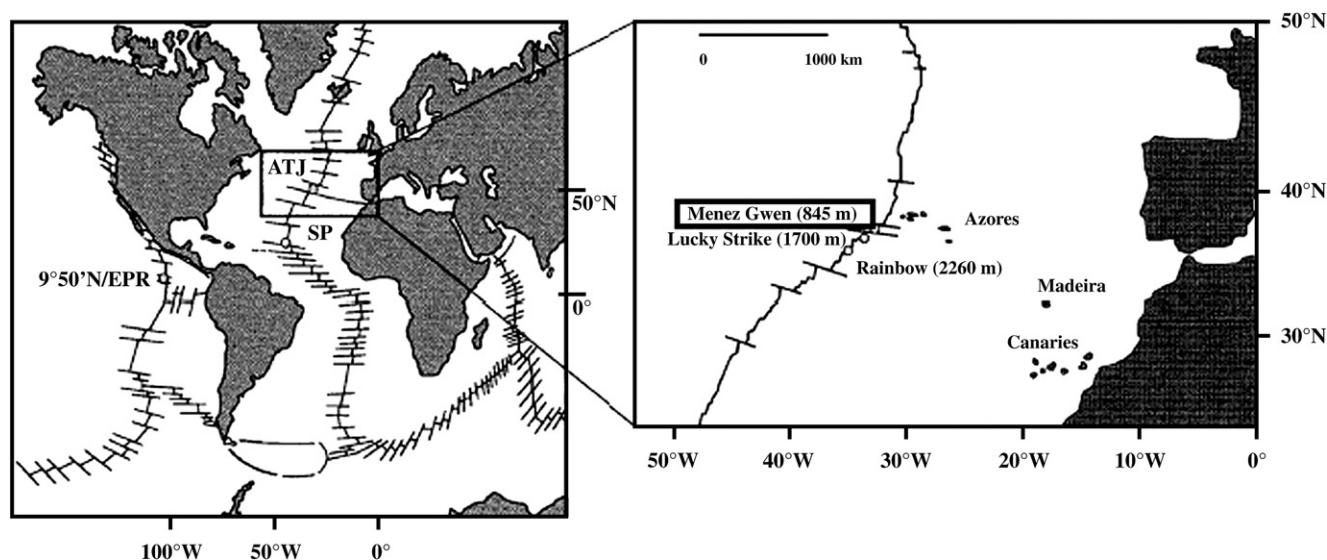 ATJ
SP
9°50'N/EPR
50°N
0°
100°W
50°W
0°
0
1000 km
Menez Gwen (845 m)
Lucky Strike (1700 m)
Rainbow (2260 m)
Azores
Madeira
Canaries
50°N
40°N
30°N
50°W
40°W
30°W
20°W
10°W
0°